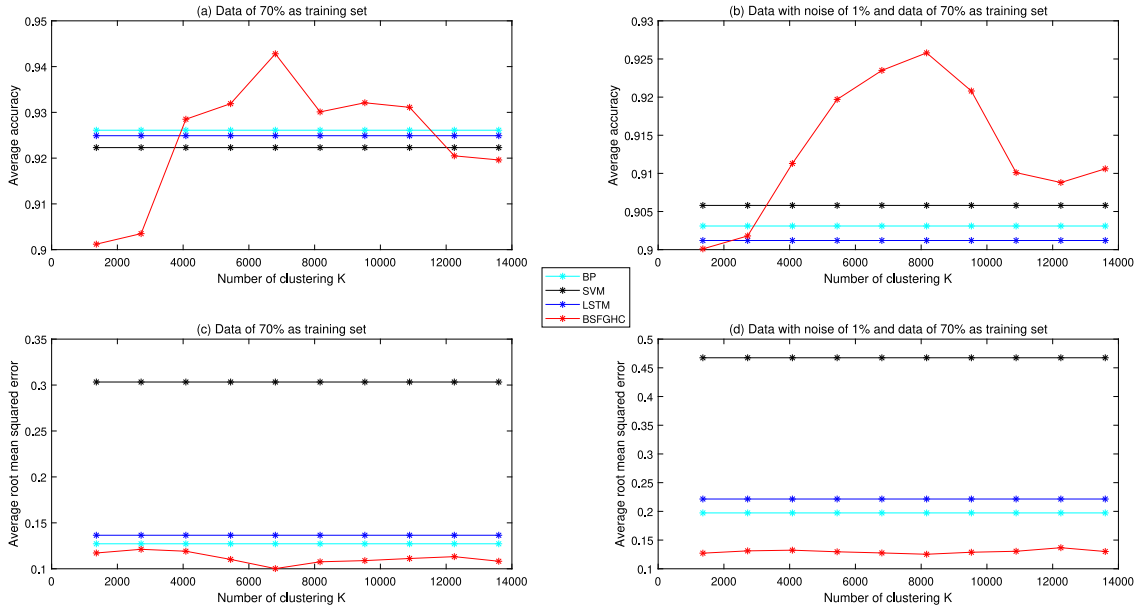 (a) Data of 70% as training set
0.95
0.94
0.93
0.92
0.91
0.9
Average accuracy
0 2000 4000 6000 8000 10000 12000 14000
Number of clustering K
(b) Data with noise of 1% and data of 70% as training set
0.93
0.925
0.92
0.915
0.91
0.905
0.9
Average accuracy
0 2000 4000 6000 8000 10000 12000 14000
Number of clustering K
BP
SVM
LSTM
BSFGHC
(c) Data of 70% as training set
0.35
0.3
0.25
0.2
0.15
0.1
Average root mean squared error
0 2000 4000 6000 8000 10000 12000 14000
Number of clustering K
(d) Data with noise of 1% and data of 70% as training set
0.5
0.45
0.4
0.35
0.3
0.25
0.2
0.15
0.1
Average root mean squared error
0 2000 4000 6000 8000 10000 12000 14000
Number of clustering K